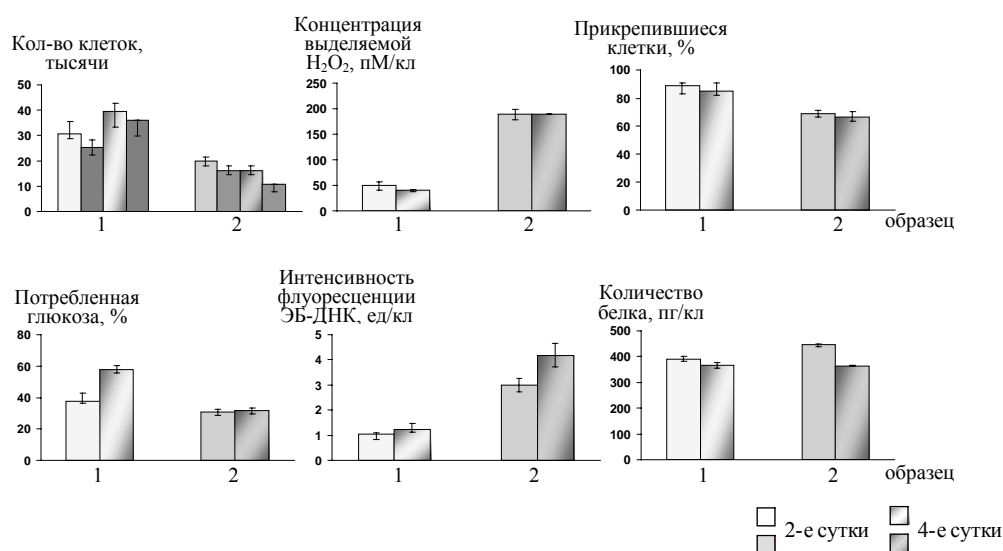 Кол-во клеток,
тысячи
50
40
30
20
10
0
1
2
Концентрация
выделяемой
H₂O₂, пМ/кл
250
200
150
100
50
0
1
2
Прикрепившиеся
клетки, %
100
80
60
40
20
0
1
2
образец
Потребленная
глюкоза, %
80
60
40
20
0
1
2
Интенсивность
флуоресценции
ЭБ-ДНК, ед/кл
5
4
3
2
1
0
1
2
Количество
белка, пг/кл
500
400
300
200
100
0
1
2
образец
2-е сутки
4-е сутки